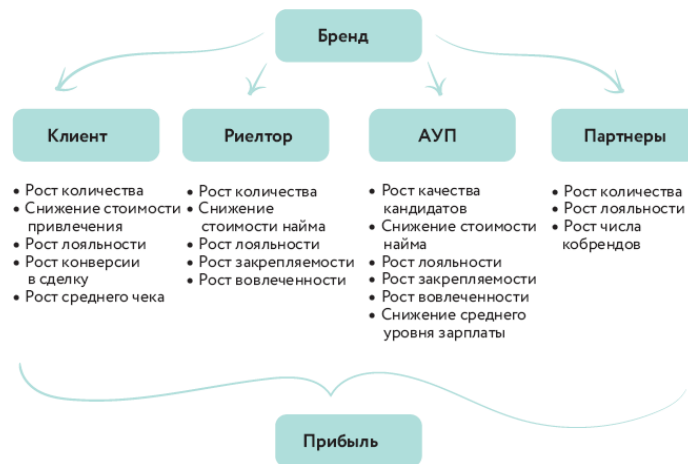 Бренд
Клиент
Риелтор
АУП
Партнеры
• Рост количества
• Снижение стоимости
привлечения
• Рост лояльности
• Рост конверсии
в сделку
• Рост среднего чека
• Рост количества
• Снижение
стоимости найма
• Рост лояльности
• Рост закрепляемости
• Рост вовлеченности
• Рост качества
кандидатов
• Снижение стоимости
найма
• Рост лояльности
• Рост закрепляемости
• Рост вовлеченности
• Снижение среднего
уровня зарплаты
• Рост количества
• Рост лояльности
• Рост числа
кобрендов
Прибыль